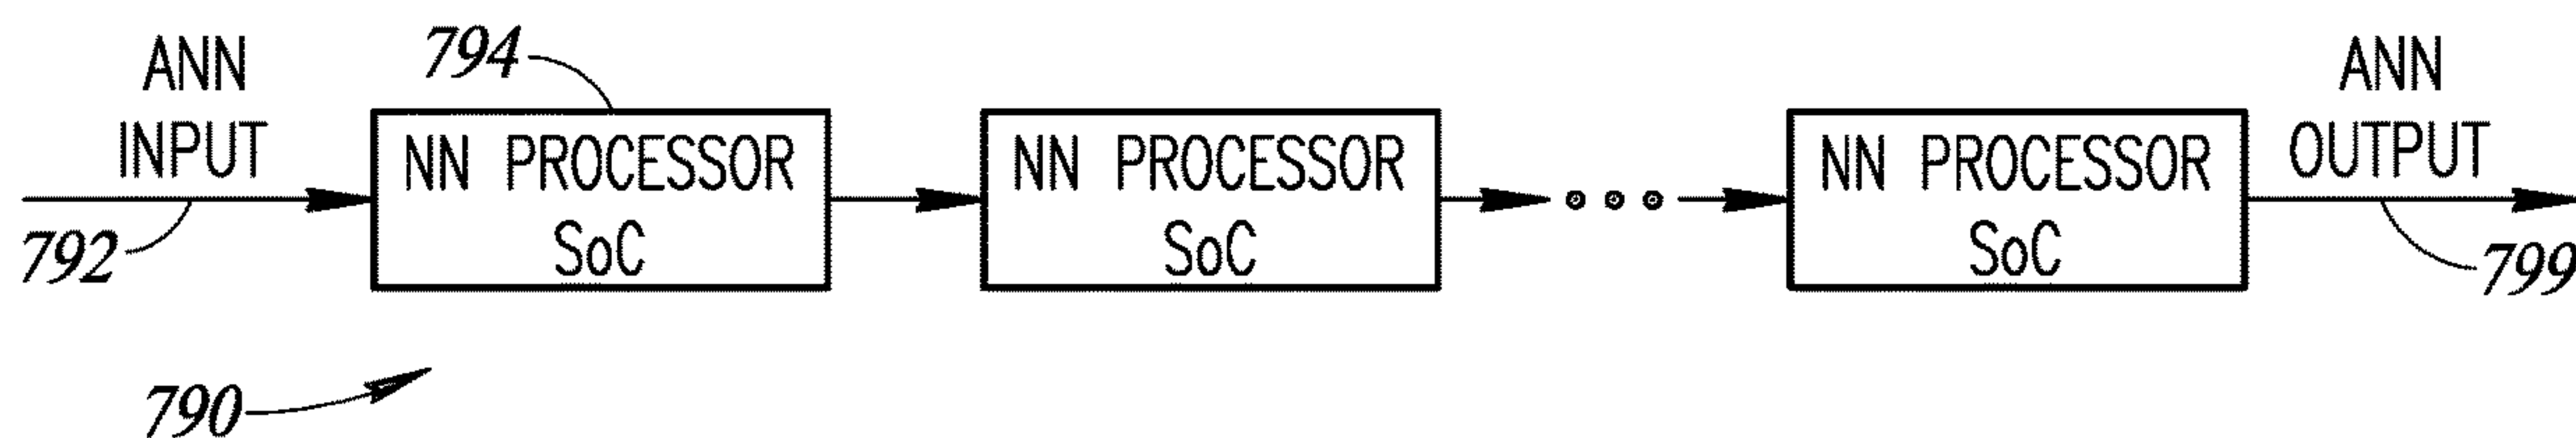 794
ANN
INPUT
792
NN PROCESSOR
SoC
NN PROCESSOR
SoC
NN PROCESSOR
SoC
ANN
OUTPUT
799
790